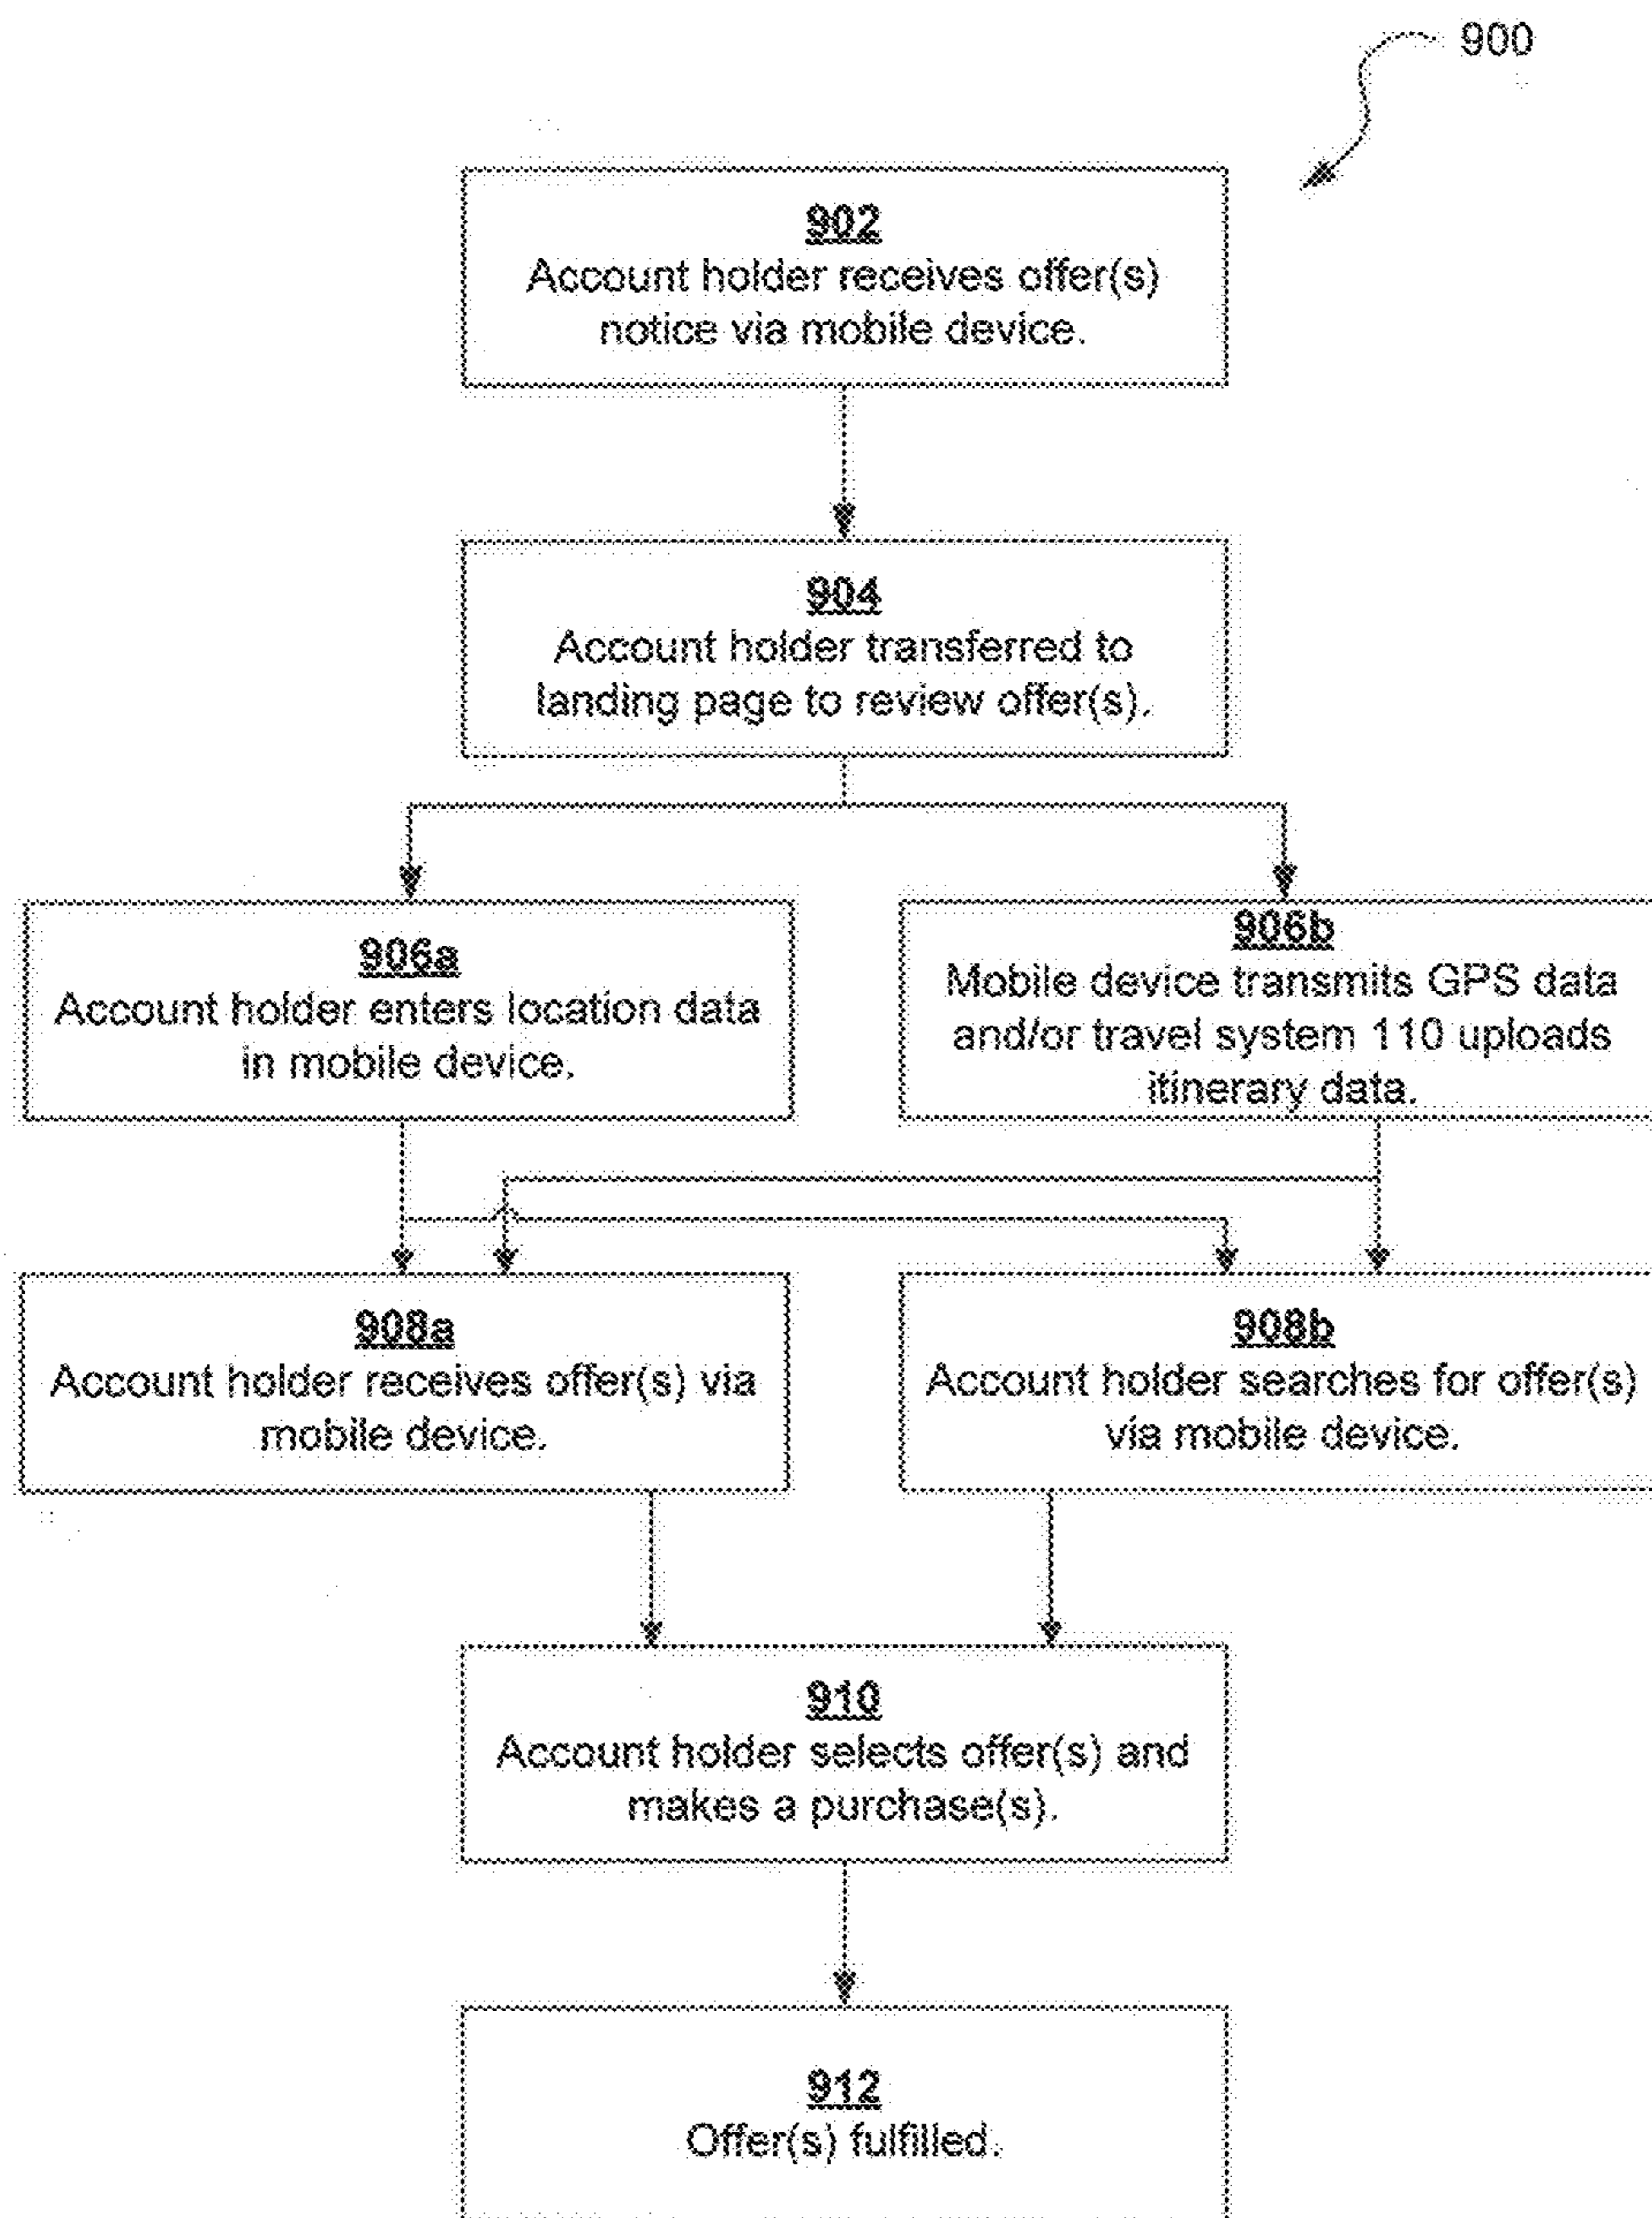 900
902
Account holder receives offer(s)
notice via mobile device.
904
Account holder transferred to
landing page to review offer(s).
906a
Account holder enters location data
in mobile device.
906b
Mobile device transmits GPS data
and/or travel system 110 uploads
itinerary data.
908a
Account holder receives offer(s) via
mobile device.
908b
Account holder searches for offer(s)
via mobile device.
910
Account holder selects offer(s) and
makes a purchase(s).
912
Offer(s) fulfilled.